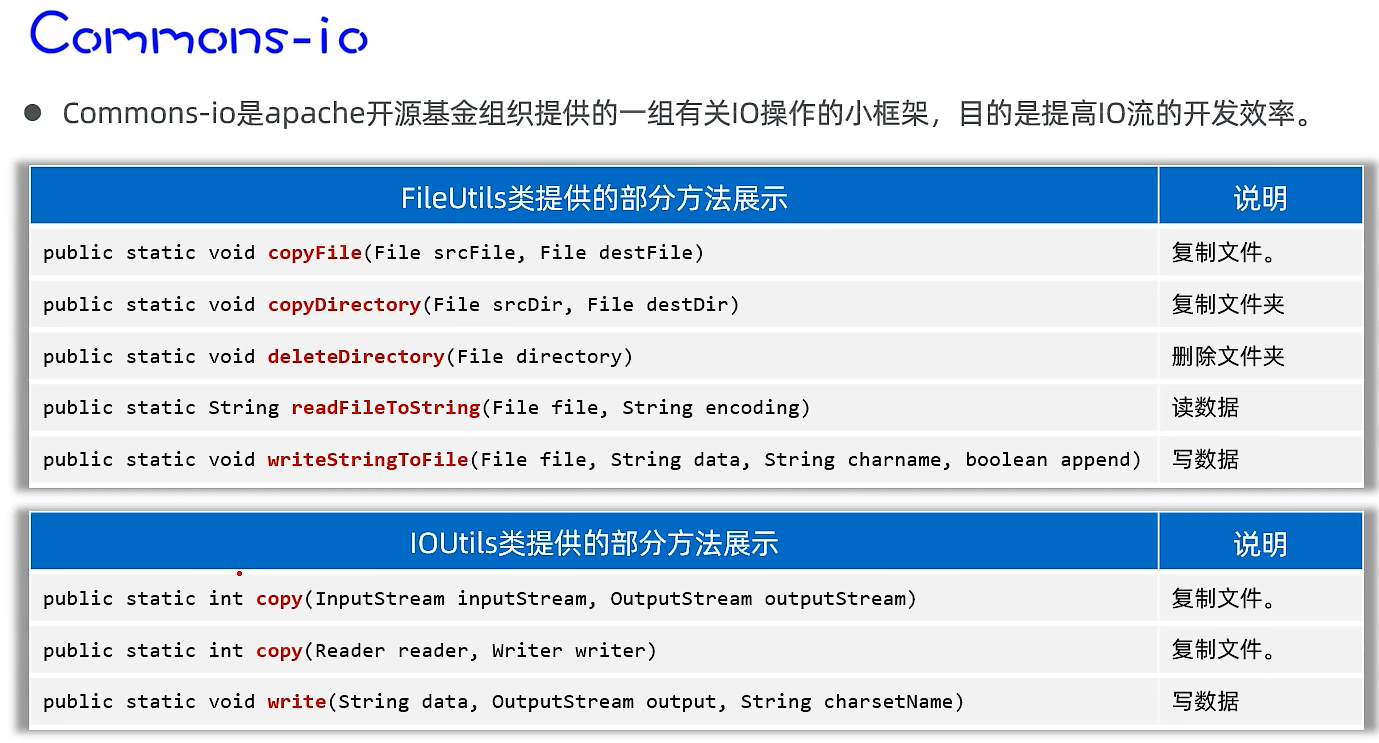 Commons-io
● Commons-io是apache开源基金组织提供的一组有关IO操作的小框架，目的是提高IO流的开发效率。
FileUtils类提供的部分方法展示 说明
public static void copyFile(File srcFile, File destFile) 复制文件。
public static void copyDirectory(File srcDir, File destDir) 复制文件夹
public static void deleteDirectory(File directory) 删除文件夹
public static String readFileToString(File file, String encoding) 读数据
public static void writeStringToFile(File file, String data, String charname, boolean append) 写数据
IOUtils类提供的部分方法展示 说明
public static int copy(InputStream inputStream, OutputStream outputStream) 复制文件。
public static int copy(Reader reader, Writer writer) 复制文件。
public static void write(String data, OutputStream output, String charsetName) 写数据